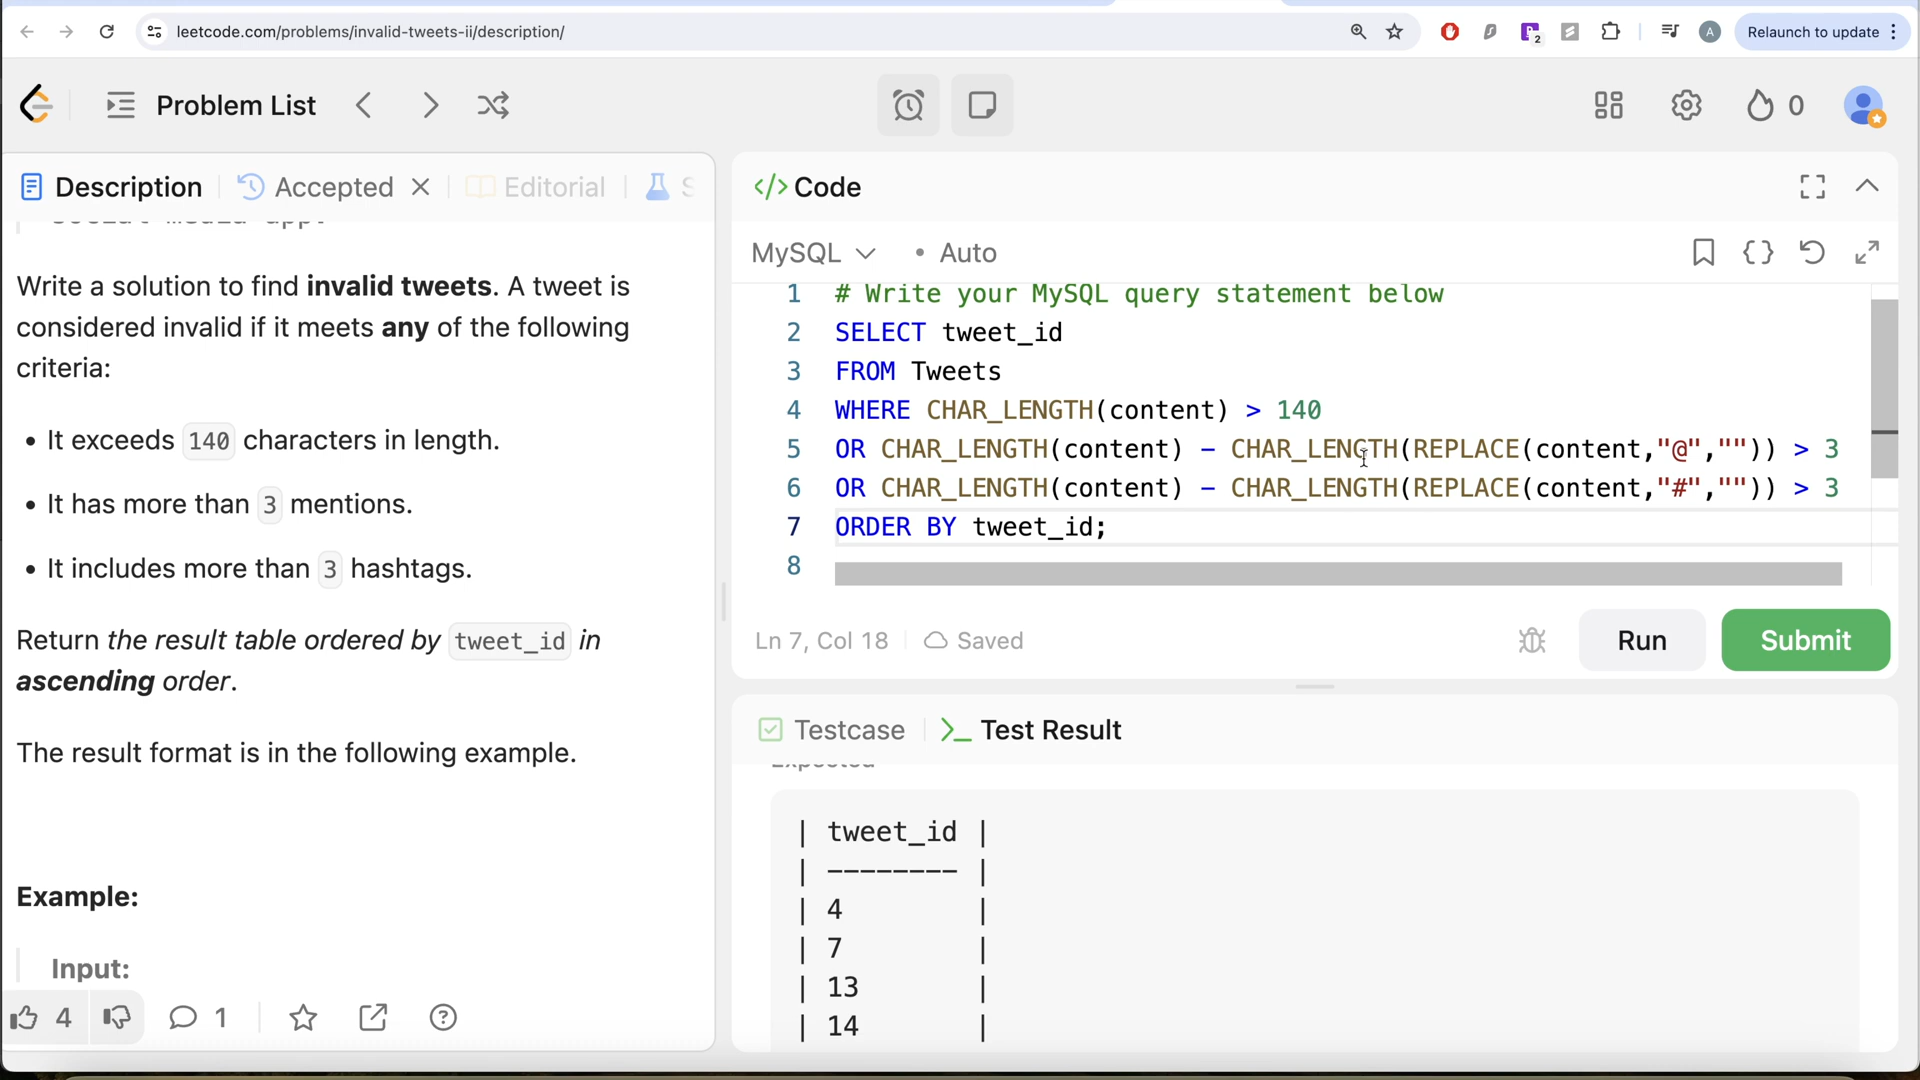 leetcode.com/problems/invalid-tweets-ii/description/
2
A
Relaunch to update
Problem List
0
Description
Accepted
Editorial
S
Write a solution to find invalid tweets. A tweet is
considered invalid if it meets any of the following
criteria:
• It exceeds 140 characters in length.
• It has more than 3 mentions.
• It includes more than 3 hashtags.
Return the result table ordered by tweet_id in
ascending order.
The result format is in the following example.
Example:
Input:
4
1
</> Code
MySQL
• Auto
1 # Write your MySQL query statement below
2 SELECT tweet_id
3 FROM Tweets
4 WHERE CHAR_LENGTH(content) > 140
5 OR CHAR_LENGTH(content) - CHAR_LENGTH(REPLACE(content,"@","")) > 3
6 OR CHAR_LENGTH(content) - CHAR_LENGTH(REPLACE(content,"#","")) > 3
7 ORDER BY tweet_id;
8
Ln 7, Col 18
Saved
Run
Submit
Testcase
>_ Test Result
Expected
| tweet_id |
| -------- |
| 4 |
| 7 |
| 13 |
| 14 |